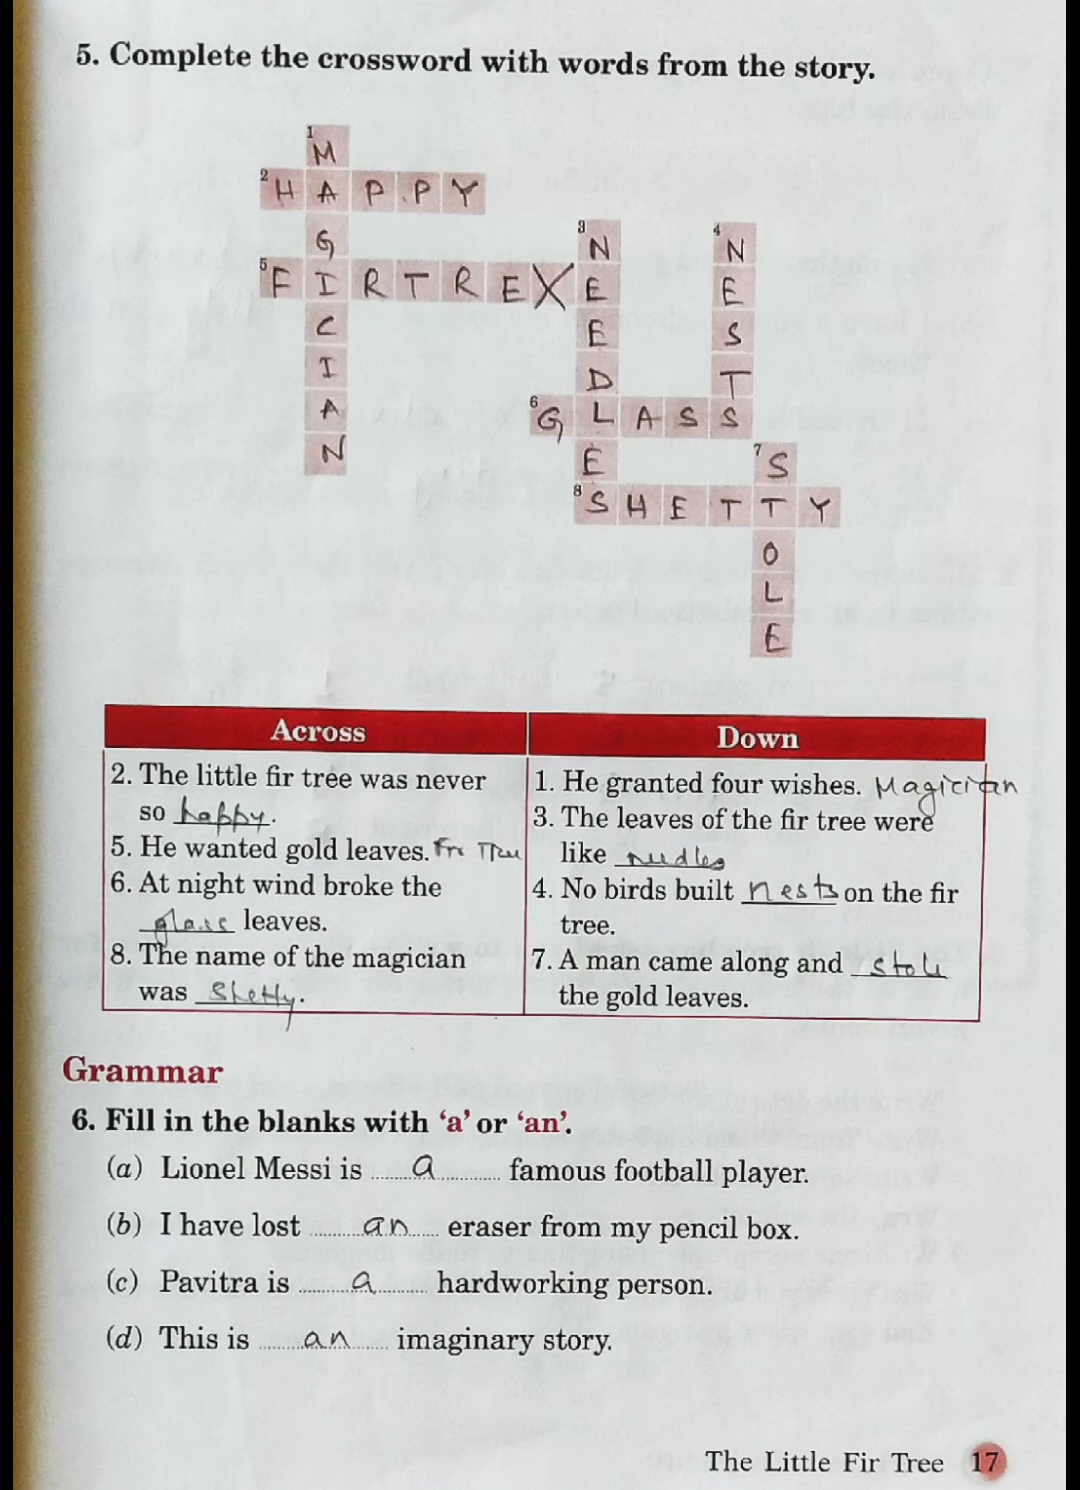 5. Complete the crossword with words from the story.
1 M
2 H A P P Y
G
3 N
4 N
5 F I R T R E X E
E
C
E
S
I
D
T
A
6 G L A S S
N
E
7 S
8 S H E T T Y
O
L
E
Across
Down
2. The little fir tree was never
so happy.
5. He wanted gold leaves. Fir Tree
6. At night wind broke the
glass leaves.
8. The name of the magician
was Shetty.
1. He granted four wishes. Magician
3. The leaves of the fir tree were
like needles
4. No birds built nests on the fir
tree.
7. A man came along and stole
the gold leaves.
Grammar
6. Fill in the blanks with ‘a’ or ‘an’.
(a) Lionel Messi is a famous football player.
(b) I have lost an eraser from my pencil box.
(c) Pavitra is a hardworking person.
(d) This is an imaginary story.
The Little Fir Tree 17